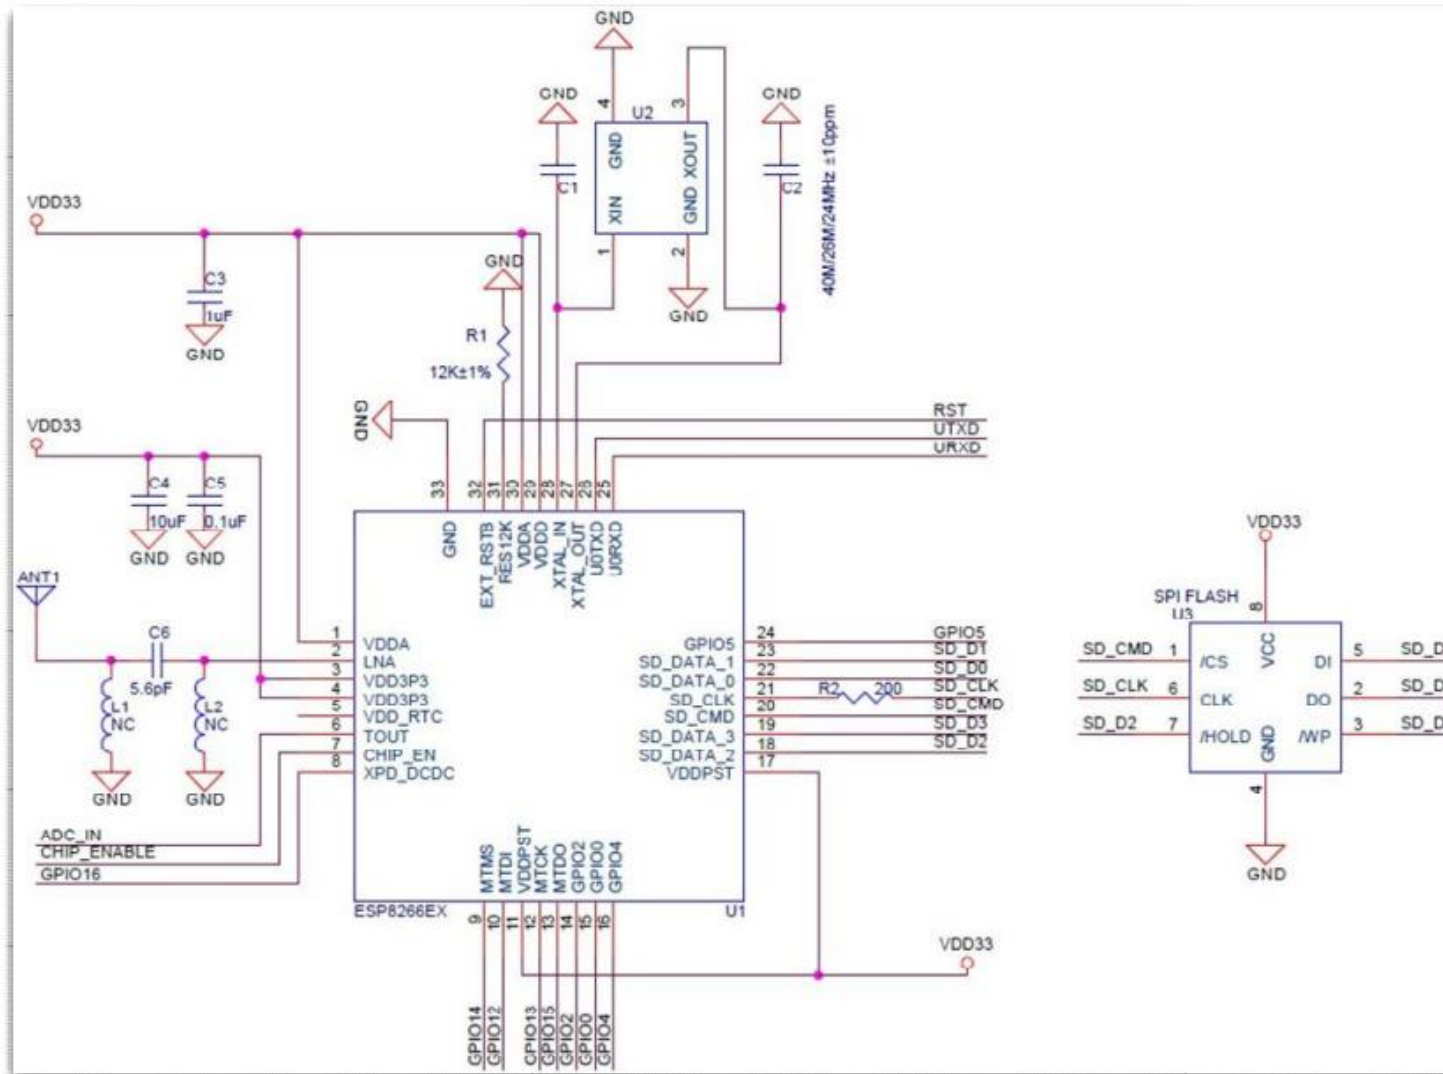 GND
GND
GND
4
3
U2
GND
XOUT
C1
C2
XIN
GND
1
2
40M/26M/24MHz ±10ppm
GND
VDD33
C3
1uF
GND
GND
R1
12K±1%
GND
VDD33
C4
10uF
GND
C5
0.1uF
GND
RST
UTXD
URXD
33
32
31
30
29
28
27
26
25
GND
EXT_RSTB
RES12K
VDDA
VDDD
XTAL_IN
XTAL_OUT
U0TXD
U0RXD
ANT1
C6
5.6pF
L1
NC
L2
NC
GND
GND
1 VDDA
2 LNA
3 VDD3P3
4 VDD3P3
5 VDD_RTC
6 TOUT
7 CHIP_EN
8 XPD_DCDC
GPIO5 24 GPIO5
SD_DATA_1 23 SD_D1
SD_DATA_0 22 SD_D0
SD_CLK 21 R2 200 SD_CLK
SD_CMD 20 SD_CMD
SD_DATA_3 19 SD_D3
SD_DATA_2 18 SD_D2
VDDPST 17
ADC_IN
CHIP_ENABLE
GPIO16
MTMS
MTDI
VDDPST
MTCK
MTDO
GPIO2
GPIO0
GPIO4
ESP8266EX
U1
9
10
11
12
13
14
15
16
GPIO14
GPIO12
GPIO13
GPIO15
GPIO2
GPIO0
GPIO4
VDD33
VDD33
SPI FLASH
U3
8
VCC
SD_CMD 1 /CS
DI 5 SD_D
SD_CLK 6 CLK
DO 2 SD_D
SD_D2 7 /HOLD
/WP 3 SD_D
GND
4
GND